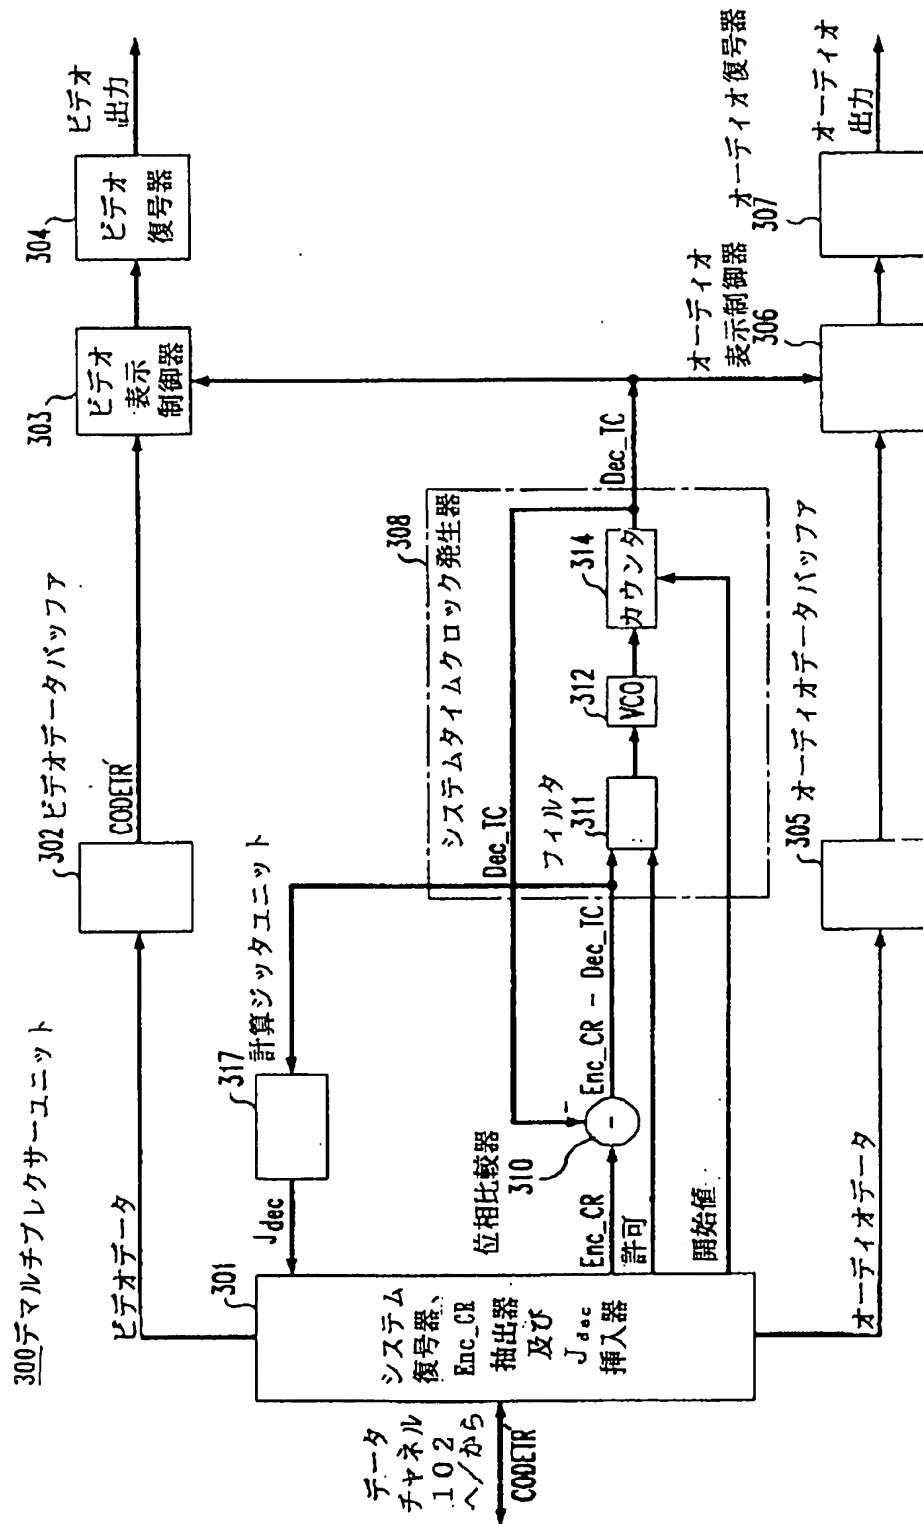 300デマルチプレクサーユニット
ビデオデータ
302 ビデオデータバッファ
CODETR'
303
ビデオ
表示
制御器
304
ビデオ
復号器
ビデオ
出力
データ
チャネル
102
へ/から
CODETR
301
システム
復号器、
Enc_CR
抽出器
及び
Jdec
挿入器
Jdec
317
計算ジッタユニット
位相比較器
310
-
-
Enc_CR
許可
開始値
Enc_CR - Dec_TC
Dec_TC
308
システムタイムクロック発生器
フィルタ
311
312
VCO
314
カウンタ
Dec_TC
オーディオデータ
305 オーディオデータバッファ
オーディオ
表示制御器
306
オーディオ復号器
307
オーディオ
出力